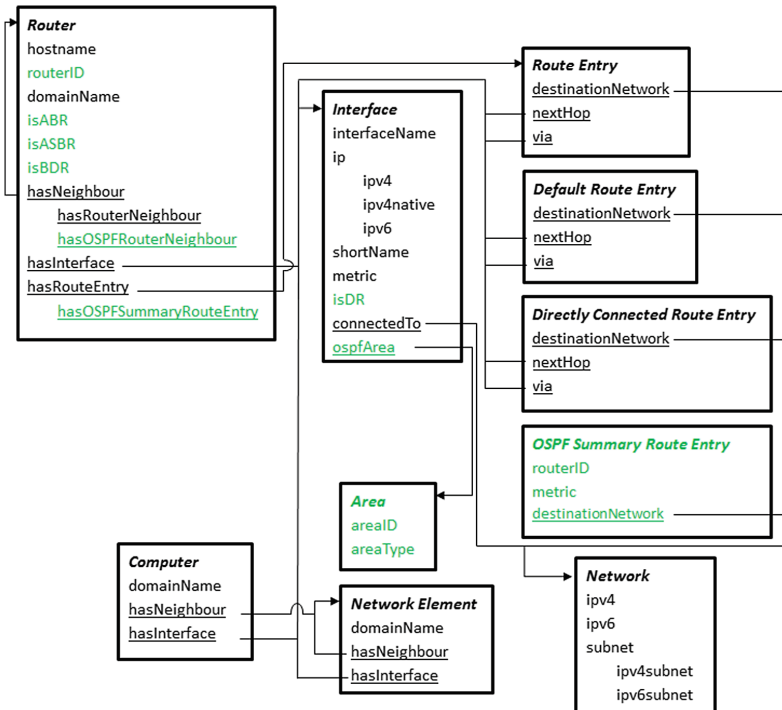 Router
hostname
routerID
domainName
isABR
isASBR
isBDR
hasNeighbour
hasRouterNeighbour
hasOSPFRouterNeighbour
hasInterface
hasRouteEntry
hasOSPFSummaryRouteEntry
Interface
interfaceName
ip
ipv4
ipv4native
ipv6
shortName
metric
isDR
connectedTo
ospfArea
Route Entry
destinationNetwork
nextHop
via
Default Route Entry
destinationNetwork
nextHop
via
Directly Connected Route Entry
destinationNetwork
nextHop
via
OSPF Summary Route Entry
routerID
metric
destinationNetwork
Area
areaID
areaType
Computer
domainName
hasNeighbour
hasInterface
Network Element
domainName
hasNeighbour
hasInterface
Network
ipv4
ipv6
subnet
ipv4subnet
ipv6subnet